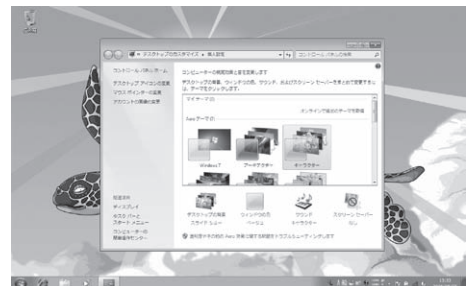 デスクトップのカスタマイズ ▸ 個人設定
コントロール パネルの検索
コントロール パネル ホーム
デスクトップ アイコンの変更
マウス ポインターの変更
アカウントの画像の変更
コンピューターの視覚効果と音を変更します
デスクトップの背景、ウィンドウの色、サウンド、およびスクリーン セーバーをまとめて変更するには、テーマをクリックします。
マイ テーマ (0)
オンラインで追加のテーマを取得
Aero テーマ (7)
Windows 7
アーキテクチャ
キャラクター
デスクトップの背景
スライド ショー
ウィンドウの色
サウンド
キャラクター
スクリーン セーバー
なし
関連項目
ディスプレイ
タスク バーと
スタート メニュー
コンピューターの
簡単操作センター